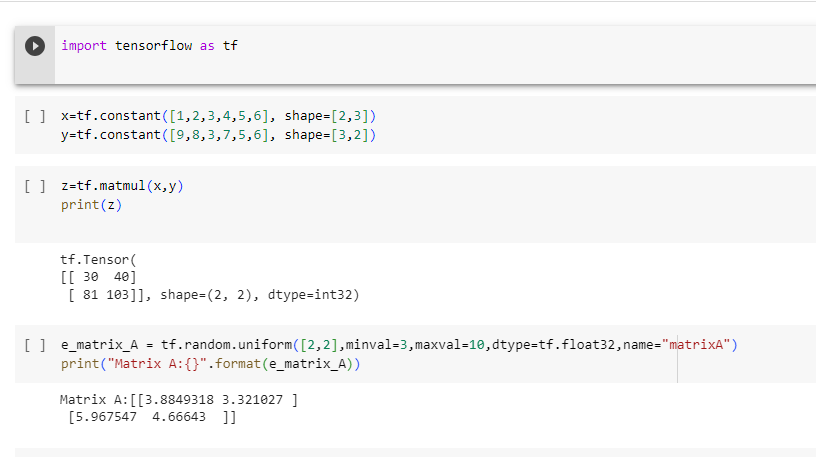 import tensorflow as tf
[ ] x=tf.constant([1,2,3,4,5,6], shape=[2,3])
y=tf.constant([9,8,3,7,5,6], shape=[3,2])
[ ] z=tf.matmul(x,y)
print(z)
tf.Tensor(
[[ 30  40]
 [ 81 103]], shape=(2, 2), dtype=int32)
[ ] e_matrix_A = tf.random.uniform([2,2],minval=3,maxval=10,dtype=tf.float32,name="matrixA")
print("Matrix A:{}".format(e_matrix_A))
Matrix A:[[3.8849318 3.321027 ]
 [5.967547  4.66643  ]]